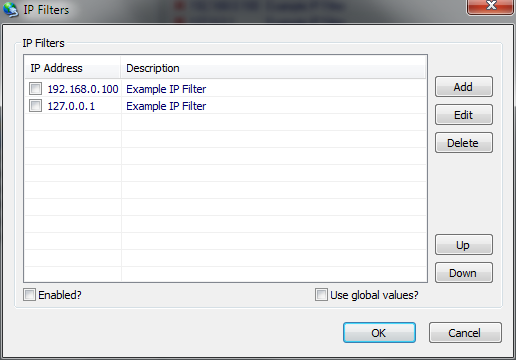 IP Filters
IP Filters
IP Address Description
192.168.0.100 Example IP Filter
127.0.0.1 Example IP Filter
Add
Edit
Delete
Up
Down
Enabled? Use global values?
OK Cancel